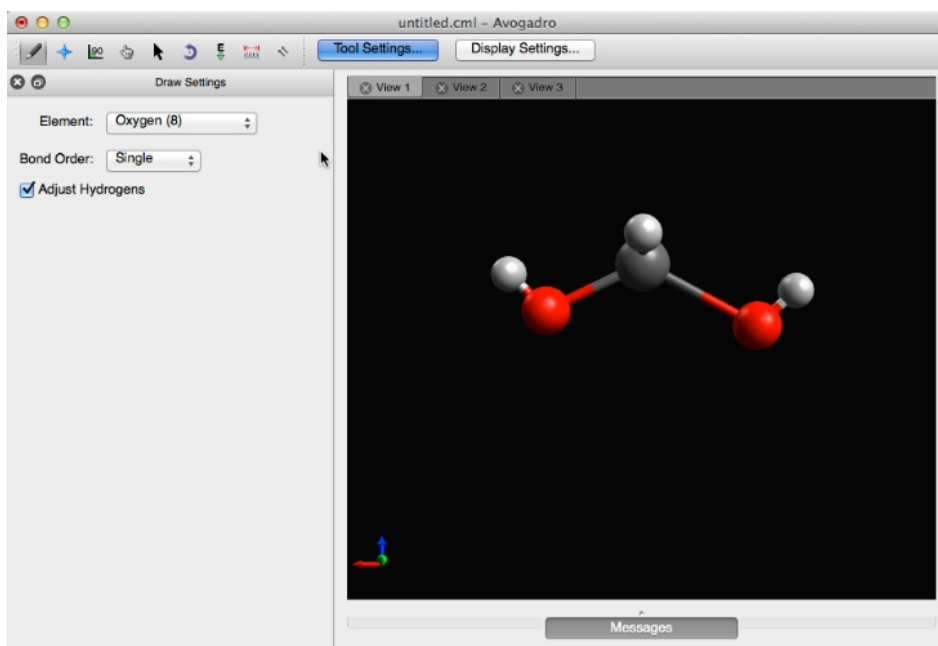 untitled.cml – Avogadro
Tool Settings... Display Settings...
Draw Settings
View 1 View 2 View 3
Element: Oxygen (8)
Bond Order: Single
Adjust Hydrogens
Messages